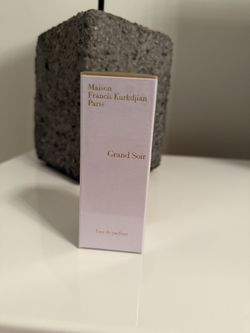 Maison
Francis Kurkdjian
Paris
Grand Soir
Eau de parfum